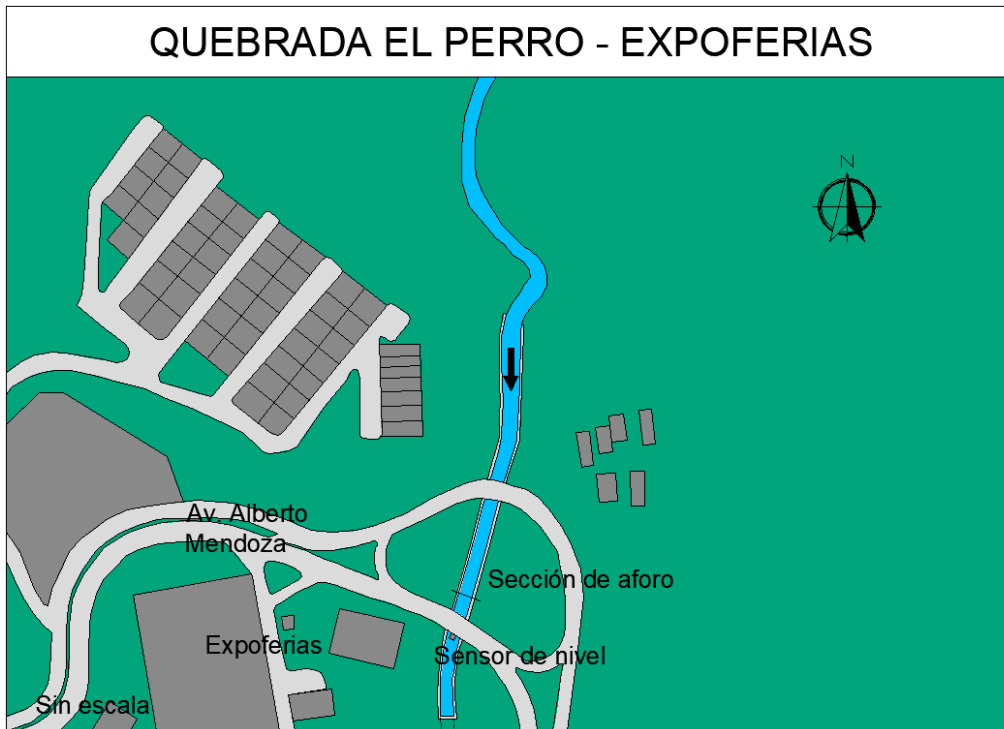 QUEBRADA EL PERRO - EXPOFERIAS
N
Av. Alberto
Mendoza
Sección de aforo
Expoferias
Sensor de nivel
Sin escala